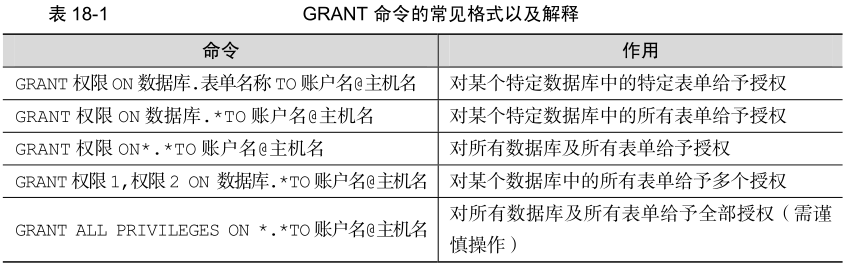 表 18-1 GRANT 命令的常见格式以及解释
命令 作用
GRANT 权限 ON 数据库.表单名称 TO 账户名@主机名 对某个特定数据库中的特定表单给予授权
GRANT 权限 ON 数据库.*TO 账户名@主机名 对某个特定数据库中的所有表单给予授权
GRANT 权限 ON*.*TO 账户名@主机名 对所有数据库及所有表单给予授权
GRANT 权限1,权限2 ON 数据库.*TO 账户名@主机名 对某个数据库中的所有表单给予多个授权
GRANT ALL PRIVILEGES ON *.*TO 账户名@主机名 对所有数据库及所有表单给予全部授权（需谨
慎操作）